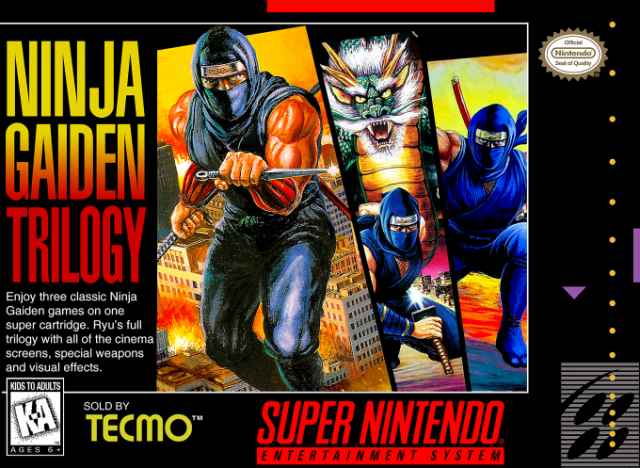 NINJA
GAIDEN
TRILOGY
Enjoy three classic Ninja
Gaiden games on one
super cartridge. Ryu's full
trilogy with all of the cinema
screens, special weapons
and visual effects.
Official
Nintendo
Seal of Quality
KIDS TO ADULTS
K-A
AGES 6+
SOLD BY
TECMO™
SUPER NINTENDO
ENTERTAINMENT SYSTEM